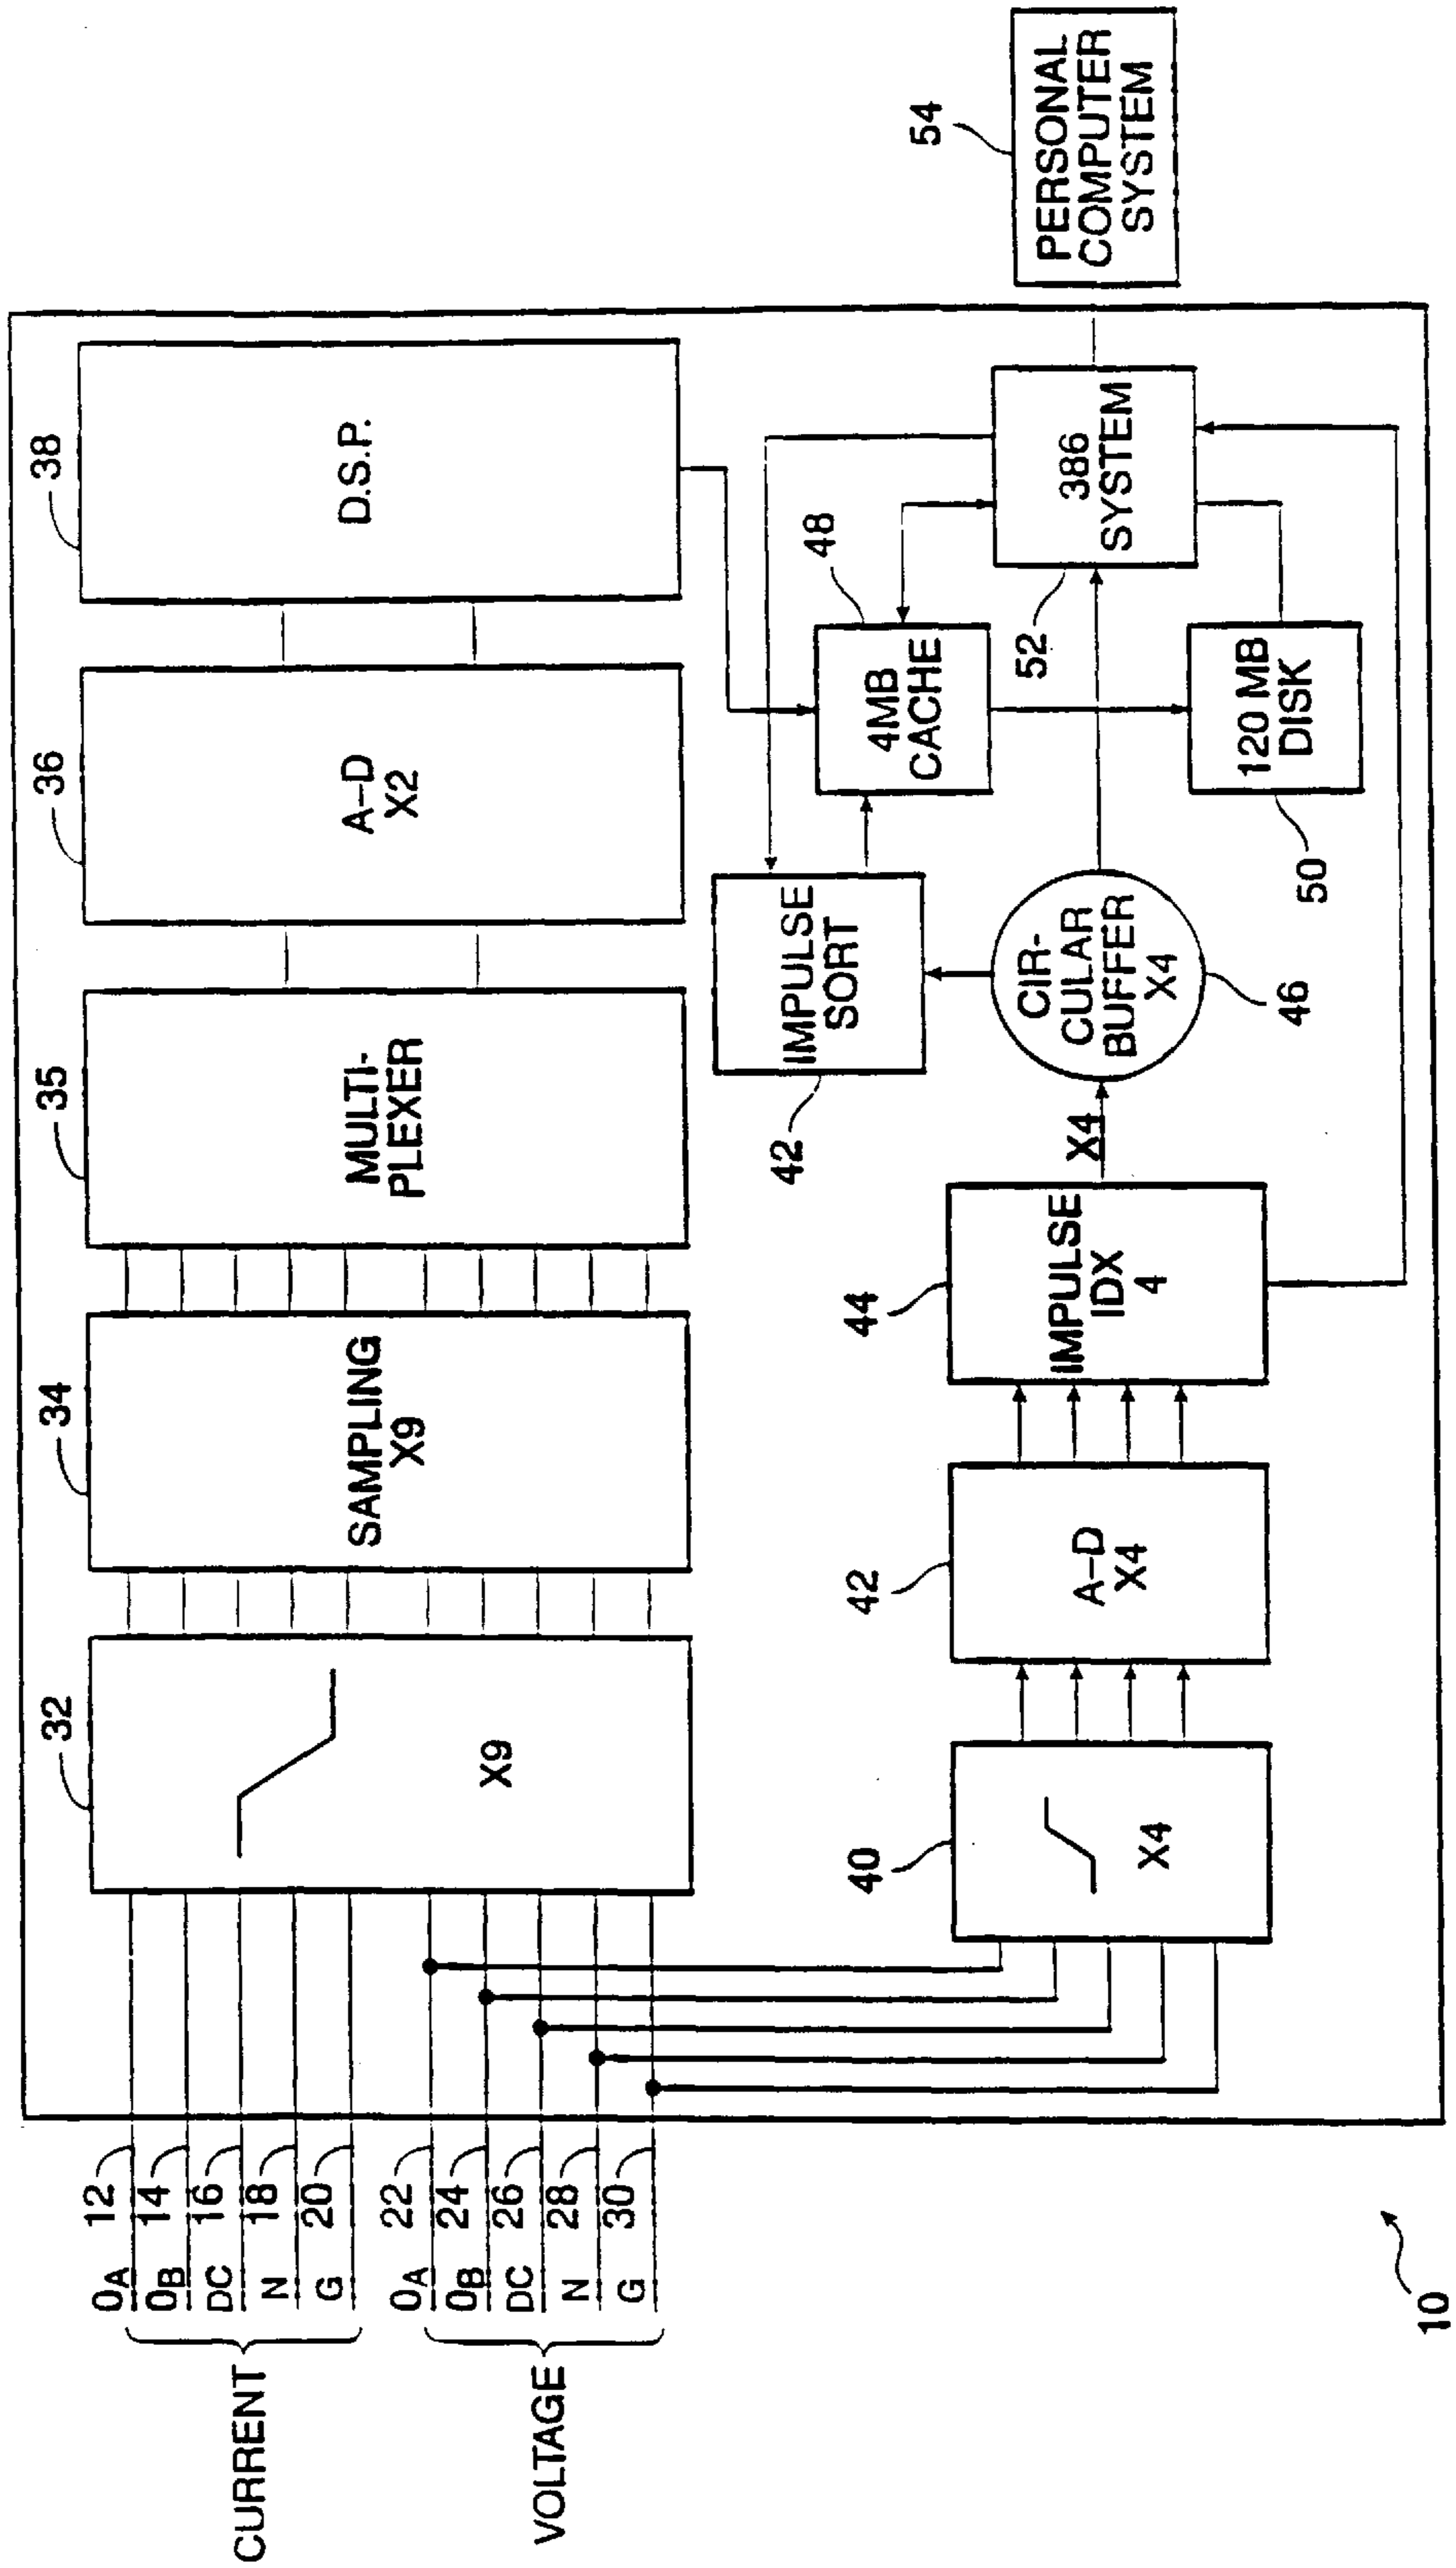 CURRENT
0A 12
0B 14
DC 16
N 18
G 20
VOLTAGE
0A 22
0B 24
DC 26
N 28
G 30
32
X9
34
SAMPLING
X9
35
MULTI-
PLEXER
36
A-D
X2
38
D.S.P.
40
X4
42
A-D
X4
44
IMPULSE
IDX
4
X4
CIR-
CULAR
BUFFER
X4
46
IMPULSE
SORT
42
4MB
CACHE
48
120 MB
DISK
50
386
SYSTEM
52
54
PERSONAL
COMPUTER
SYSTEM
10